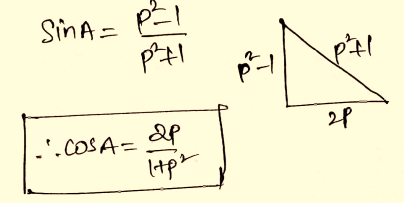 SinA = p²-1 / p²+1
p²-1
p²+1
2p
∴ cosA = 2p / 1+p²